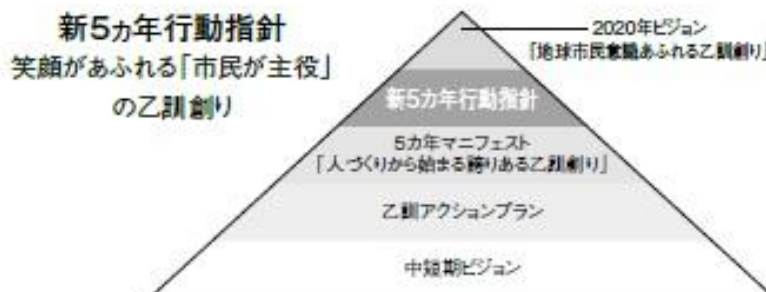 新5ヵ年行動指針
笑顔があふれる「市民が主役」
の乙訓創り
2020年ビジョン
「地球市民意識あふれる乙訓創り」
新5カ年行動指針
5カ年マニフェスト
「人づくりから始まる誇りある乙訓創り」
乙訓アクションプラン
中短期ビジョン